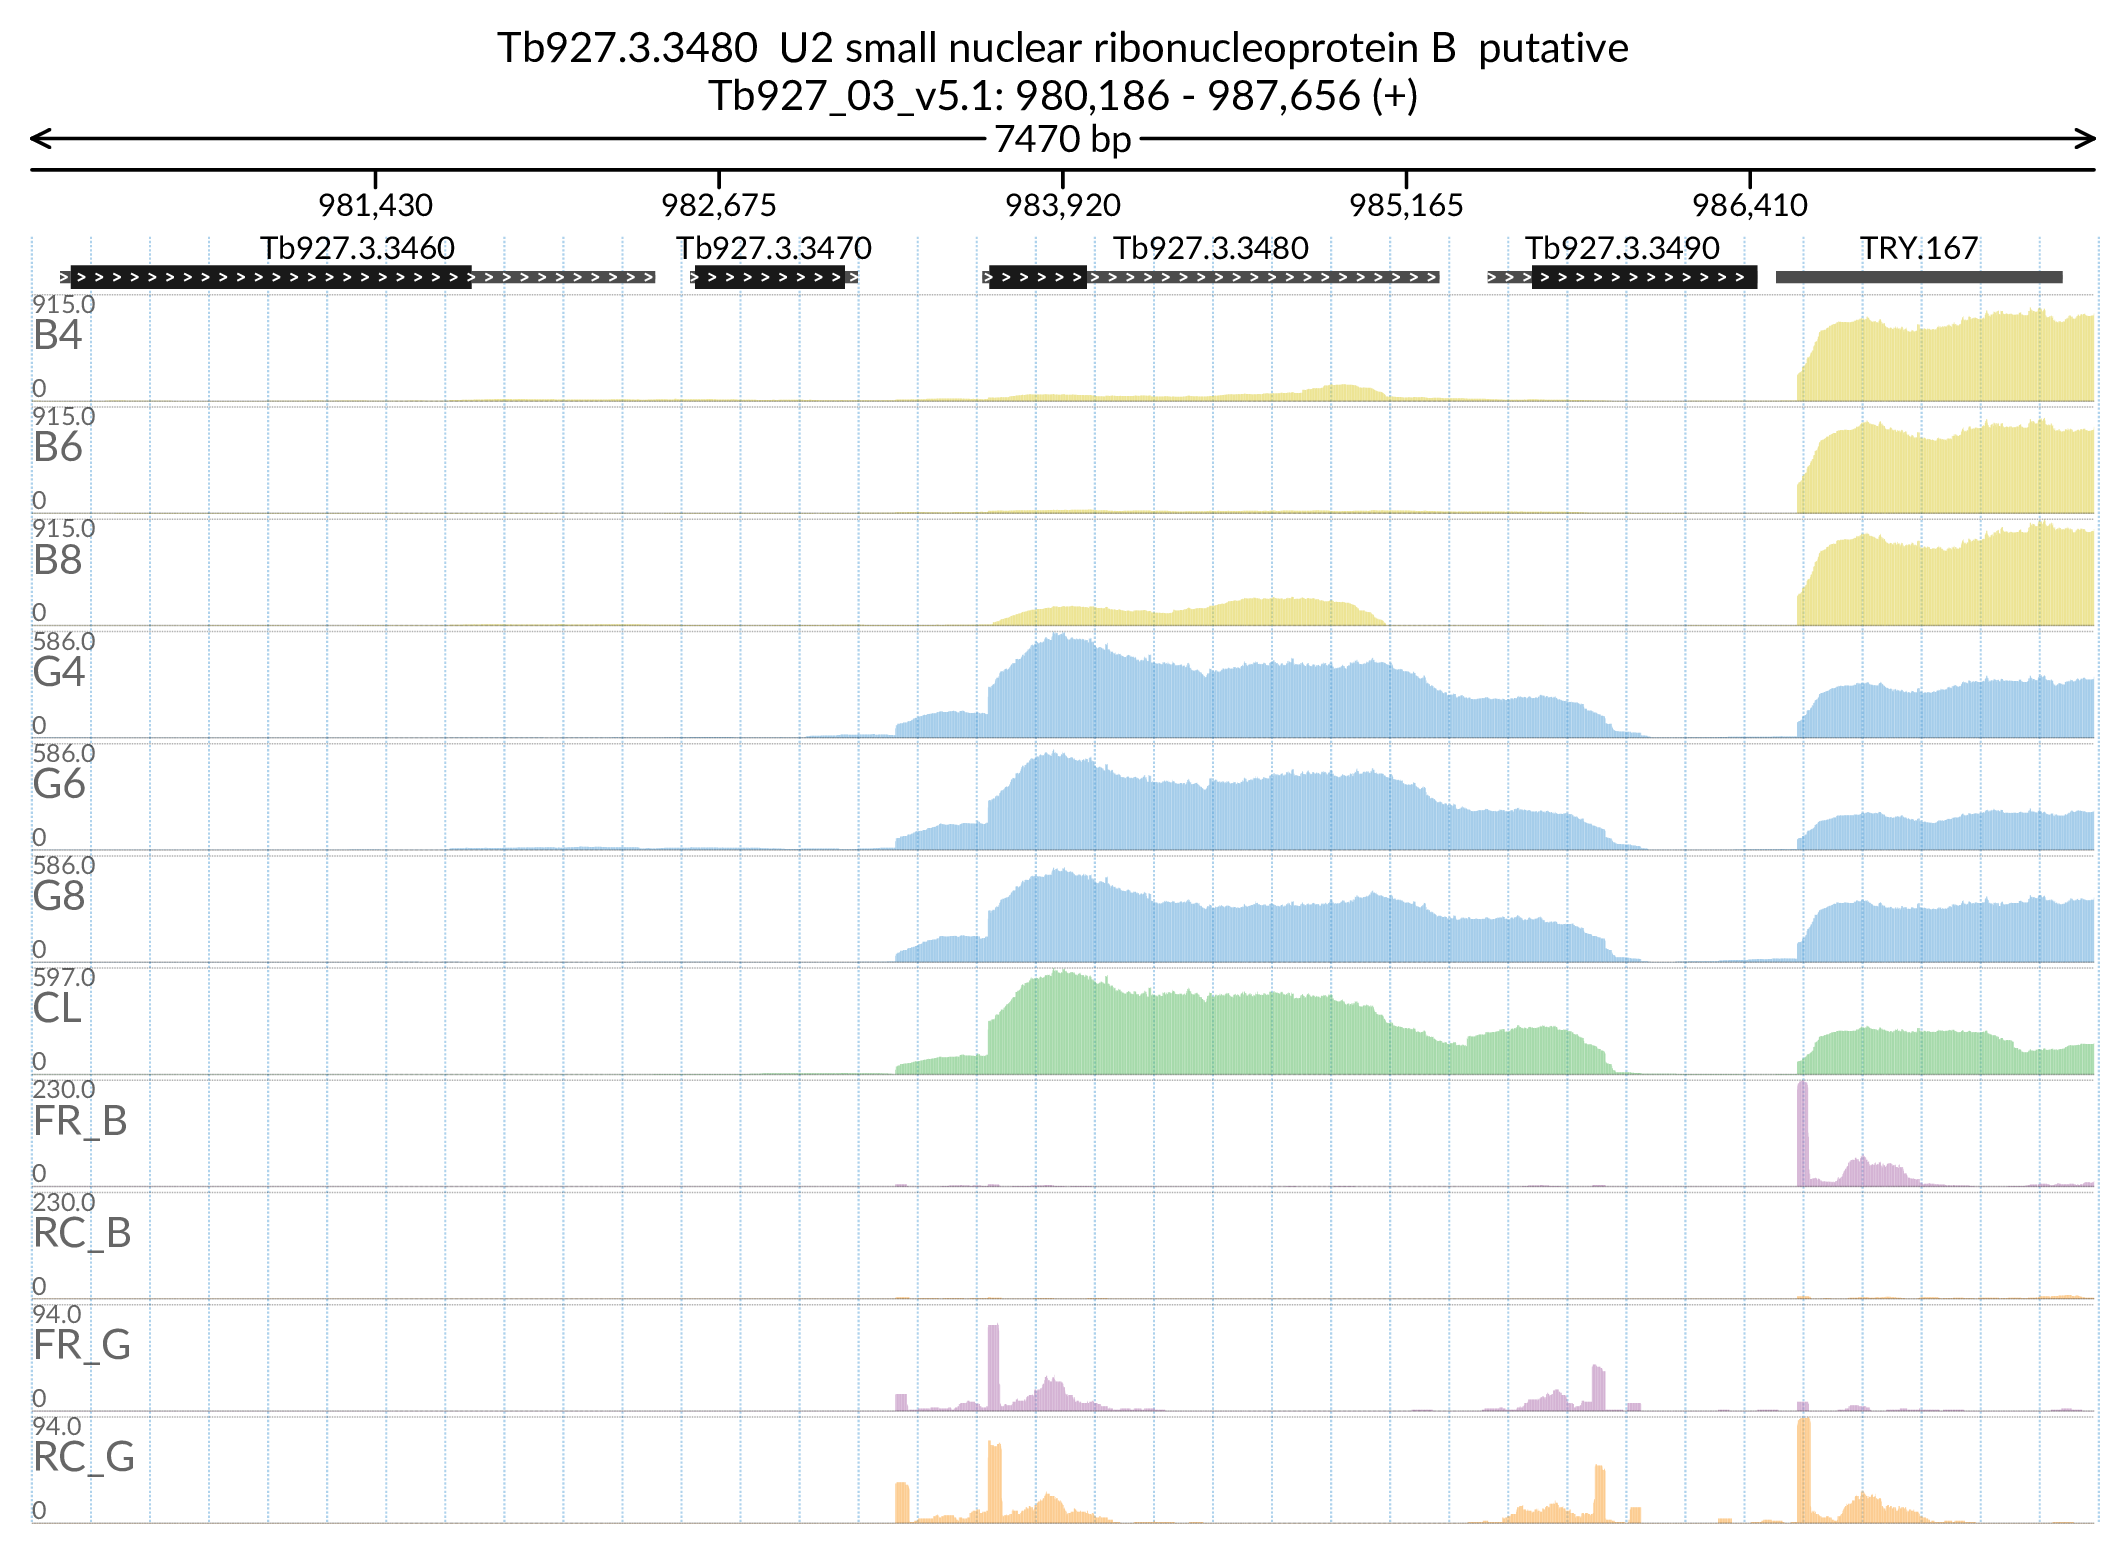 Tb927.3.3480  U2 small nuclear ribonucleoprotein B  putative
Tb927_03_v5.1: 980,186 - 987,656 (+)
7470 bp
981,430 982,675 983,920 985,165 986,410
Tb927.3.3460 Tb927.3.3470 Tb927.3.3480 Tb927.3.3490 TRY.167
915.0
B4
0
915.0
B6
0
915.0
B8
0
586.0
G4
0
586.0
G6
0
586.0
G8
0
597.0
CL
0
230.0
FR_B
0
230.0
RC_B
0
94.0
FR_G
0
94.0
RC_G
0